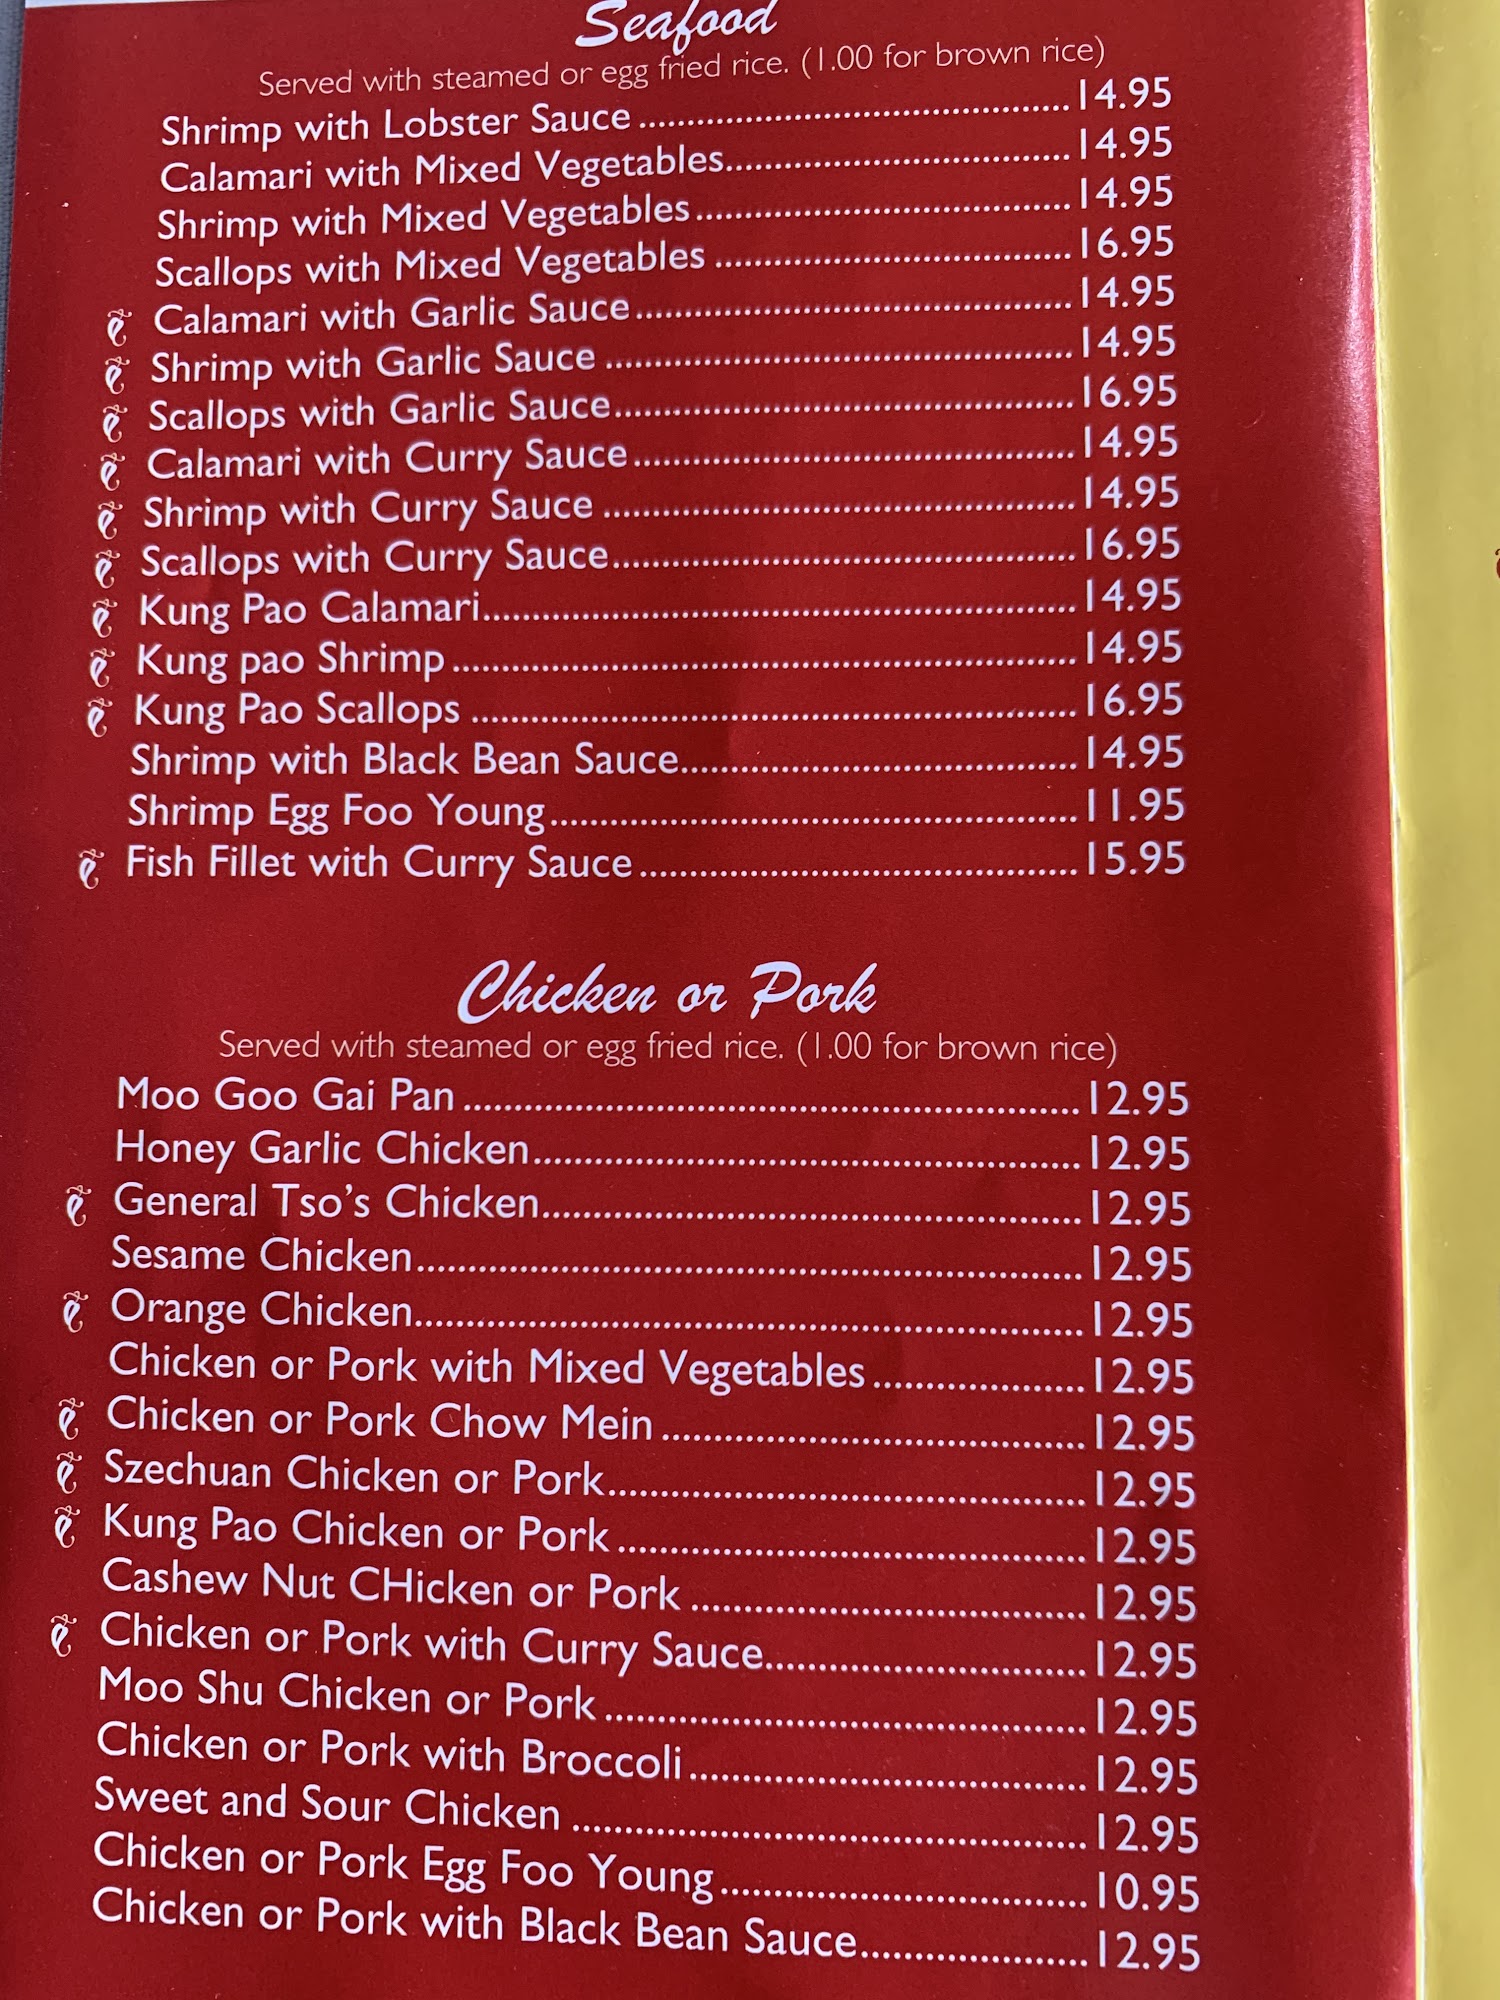 Seafood
Served with steamed or egg fried rice. (1.00 for brown rice)
Shrimp with Lobster Sauce 14.95
Calamari with Mixed Vegetables 14.95
Shrimp with Mixed Vegetables 14.95
Scallops with Mixed Vegetables 16.95
Calamari with Garlic Sauce 14.95
Shrimp with Garlic Sauce 14.95
Scallops with Garlic Sauce 16.95
Calamari with Curry Sauce 14.95
Shrimp with Curry Sauce 14.95
Scallops with Curry Sauce 16.95
Kung Pao Calamari 14.95
Kung pao Shrimp 14.95
Kung Pao Scallops 16.95
Shrimp with Black Bean Sauce 14.95
Shrimp Egg Foo Young 11.95
Fish Fillet with Curry Sauce 15.95
Chicken or Pork
Served with steamed or egg fried rice. (1.00 for brown rice)
Moo Goo Gai Pan 12.95
Honey Garlic Chicken 12.95
General Tso's Chicken 12.95
Sesame Chicken 12.95
Orange Chicken 12.95
Chicken or Pork with Mixed Vegetables 12.95
Chicken or Pork Chow Mein 12.95
Szechuan Chicken or Pork 12.95
Kung Pao Chicken or Pork 12.95
Cashew Nut CHicken or Pork 12.95
Chicken or Pork with Curry Sauce 12.95
Moo Shu Chicken or Pork 12.95
Chicken or Pork with Broccoli 12.95
Sweet and Sour Chicken 12.95
Chicken or Pork Egg Foo Young 10.95
Chicken or Pork with Black Bean Sauce 12.95